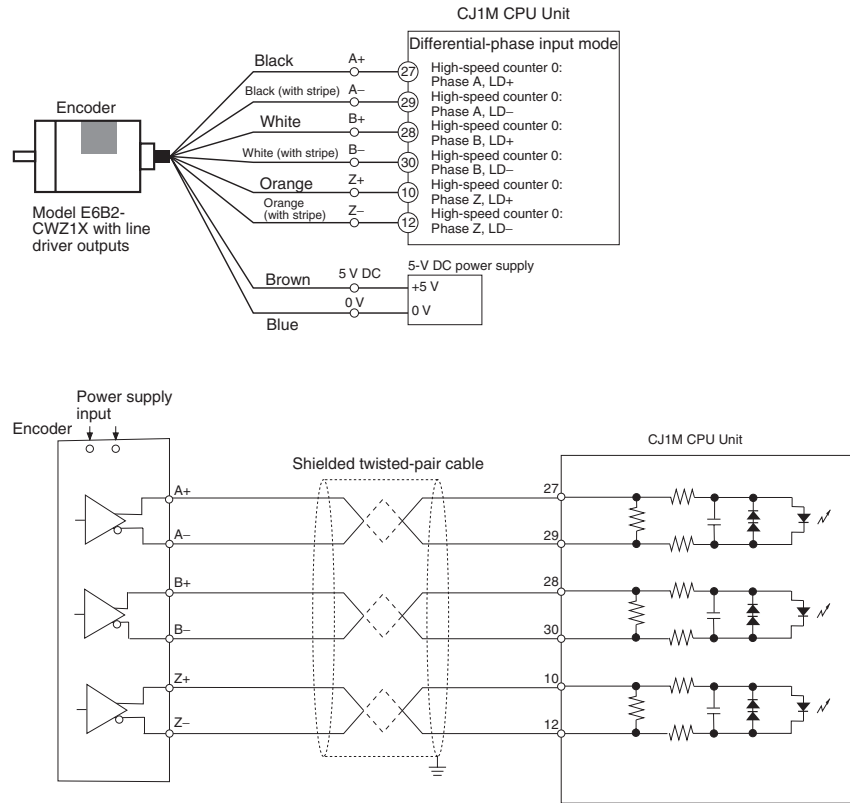 CJ1M CPU Unit
Differential-phase input mode
Black
A+
27
High-speed counter 0:
Phase A, LD+
Black (with stripe)
A−
29
High-speed counter 0:
Phase A, LD−
Encoder
White
B+
28
High-speed counter 0:
Phase B, LD+
White (with stripe)
B−
30
High-speed counter 0:
Phase B, LD−
Orange
Z+
10
High-speed counter 0:
Phase Z, LD+
Orange
(with stripe)
Z−
12
High-speed counter 0:
Phase Z, LD−
Model E6B2-
CWZ1X with line
driver outputs
5-V DC power supply
Brown
5 V DC
+5 V
Blue
0 V
0 V
Power supply
input
Encoder
CJ1M CPU Unit
Shielded twisted-pair cable
A+
27
A−
29
B+
28
B−
30
Z+
10
Z−
12